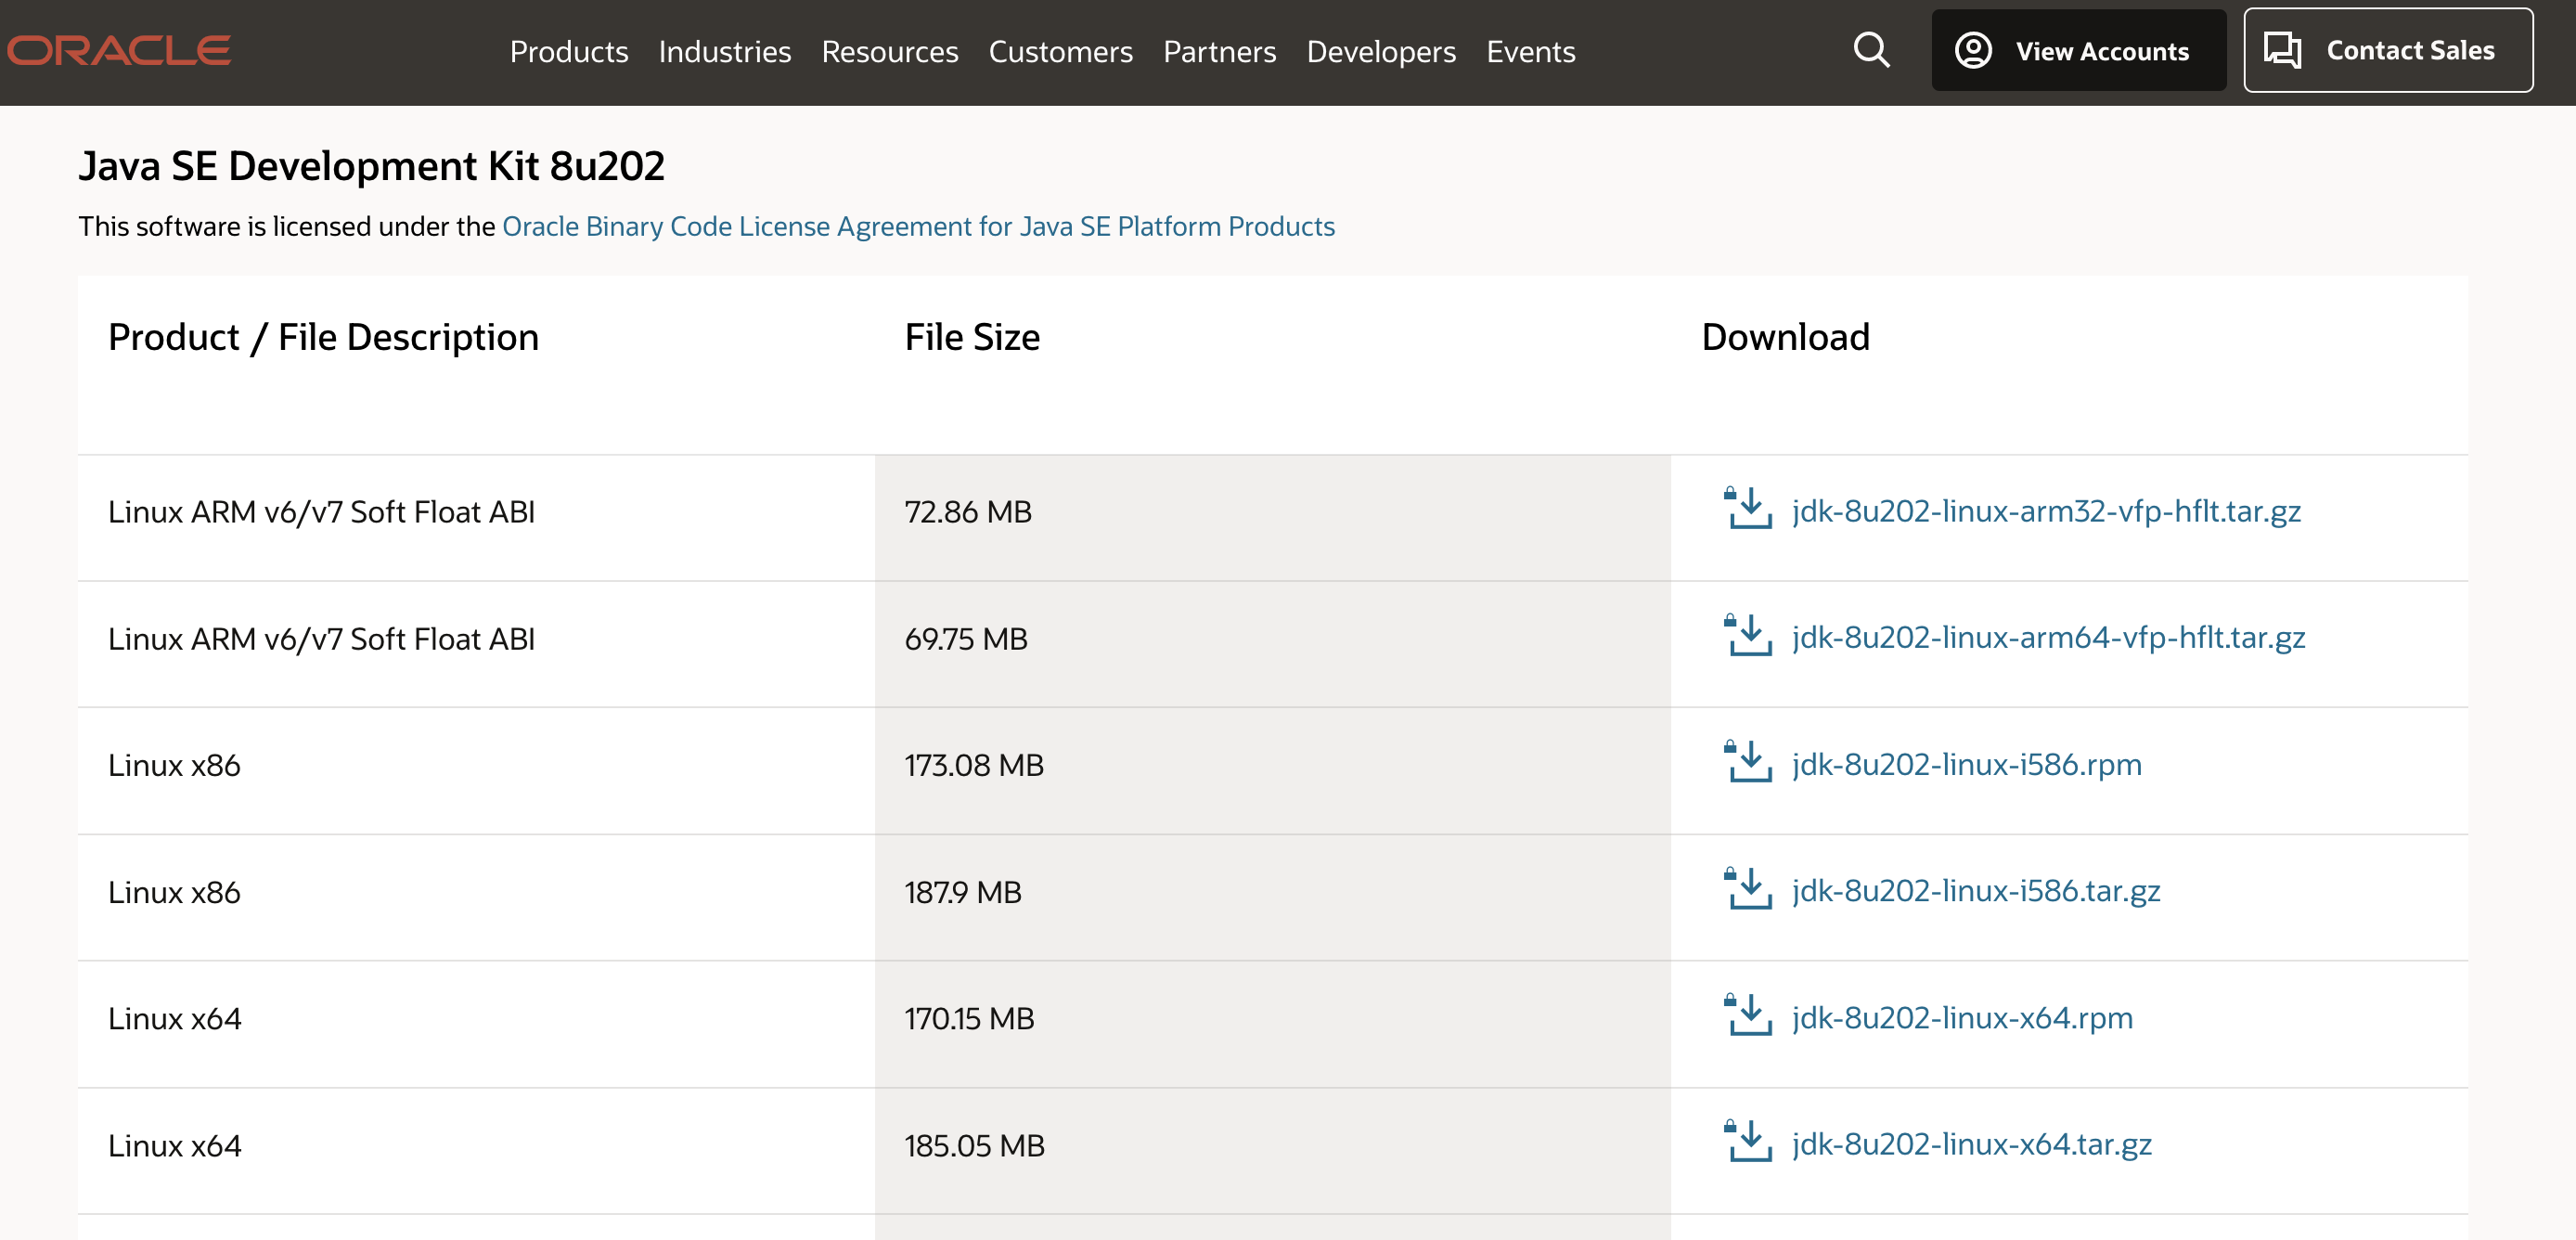 ORACLE
Products Industries Resources Customers Partners Developers Events
View Accounts
Contact Sales
Java SE Development Kit 8u202
This software is licensed under the Oracle Binary Code License Agreement for Java SE Platform Products
Product / File Description File Size Download
Linux ARM v6/v7 Soft Float ABI 72.86 MB jdk-8u202-linux-arm32-vfp-hflt.tar.gz
Linux ARM v6/v7 Soft Float ABI 69.75 MB jdk-8u202-linux-arm64-vfp-hflt.tar.gz
Linux x86 173.08 MB jdk-8u202-linux-i586.rpm
Linux x86 187.9 MB jdk-8u202-linux-i586.tar.gz
Linux x64 170.15 MB jdk-8u202-linux-x64.rpm
Linux x64 185.05 MB jdk-8u202-linux-x64.tar.gz